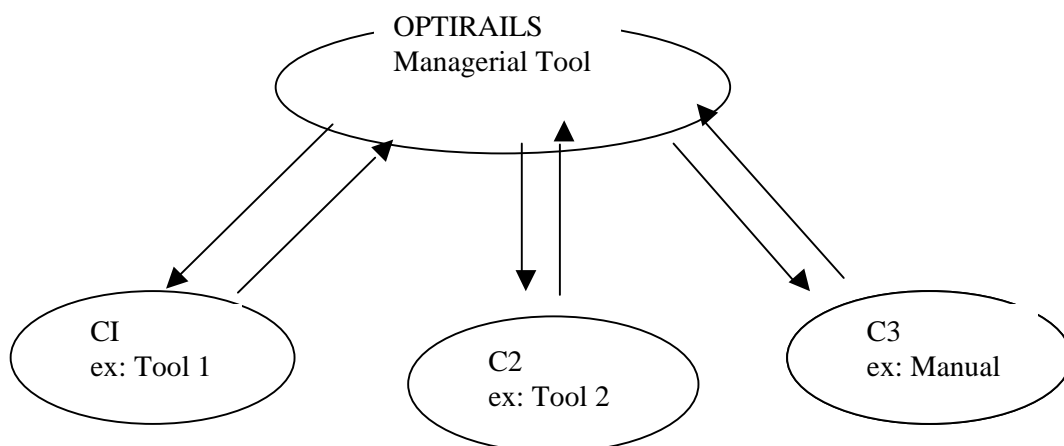 OPTIRAILS
Managerial Tool
CI
ex: Tool 1
C2
ex: Tool 2
C3
ex: Manual